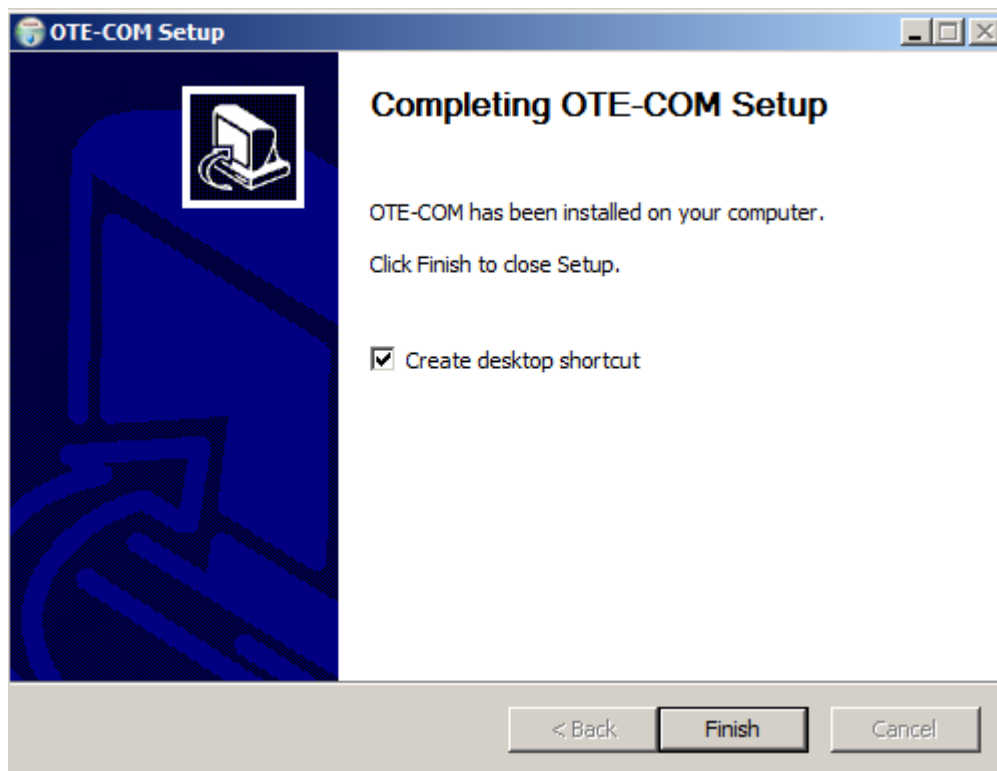 OTE-COM Setup
Completing OTE-COM Setup
OTE-COM has been installed on your computer.
Click Finish to close Setup.
Create desktop shortcut
< Back
Finish
Cancel